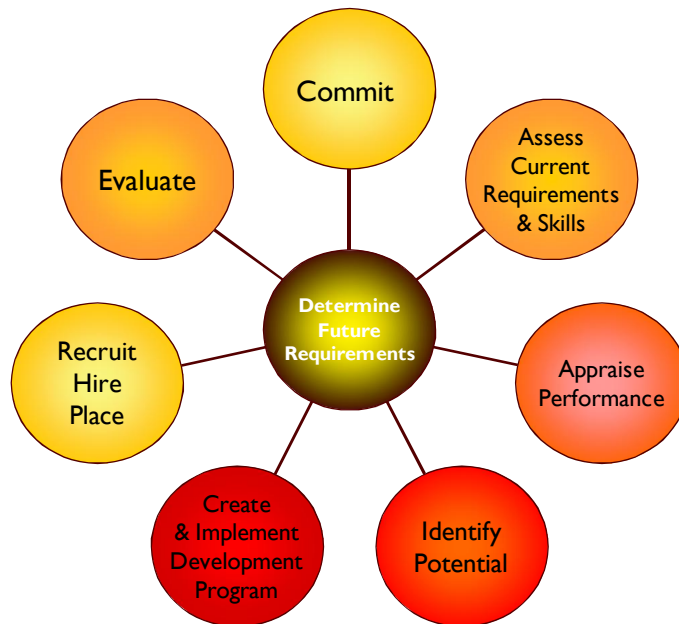 Commit
Assess
Current
Requirements
& Skills
Appraise
Performance
Identify
Potential
Create
& Implement
Development
Program
Recruit
Hire
Place
Evaluate
Determine
Future
Requirements